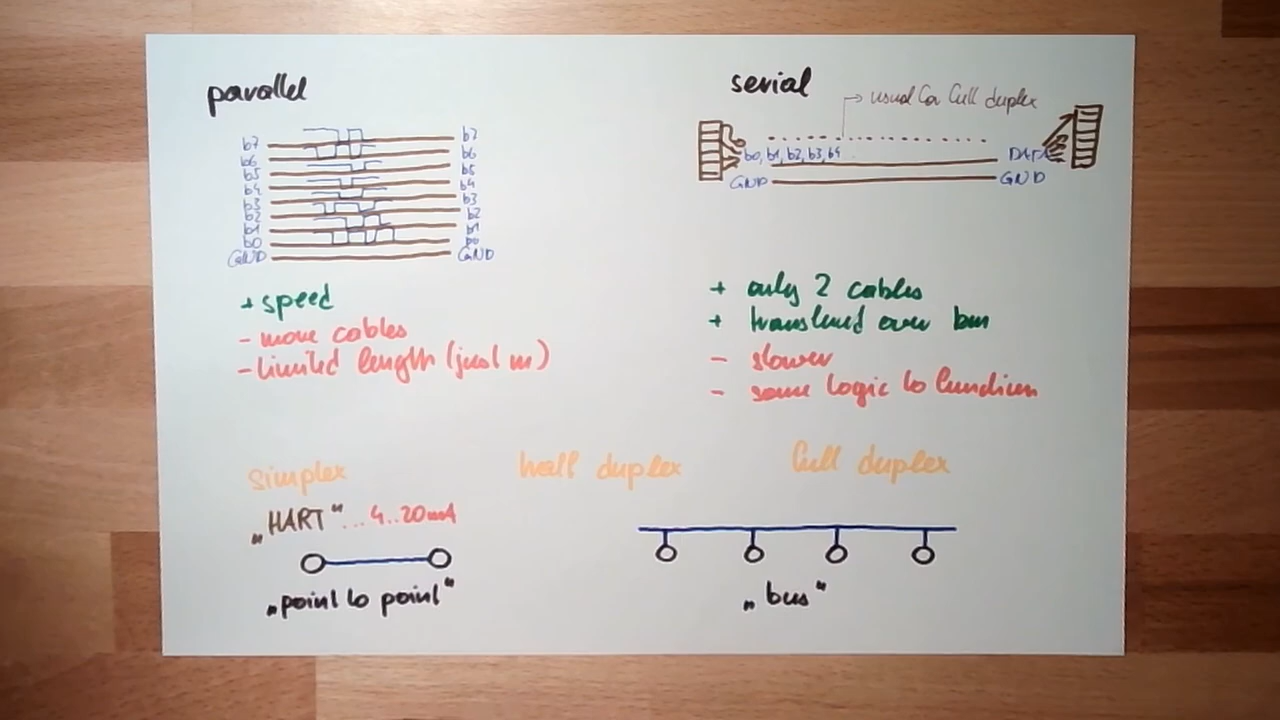 parallel
b7 b7
b6 b6
b5 b5
b4 b4
b3 b3
b2 b2
b1 b1
b0 b0
GND GND
+ speed
- more cables
- limited length (just m)
serial
usual for full duplex
b0, b1, b2, b3, b4 DATA
GND GND
+ only 2 cables
+ over bus
- slower
- some logic to function
simplex
half duplex
full duplex
„HART“...4..20mA
„point to point“
„bus“